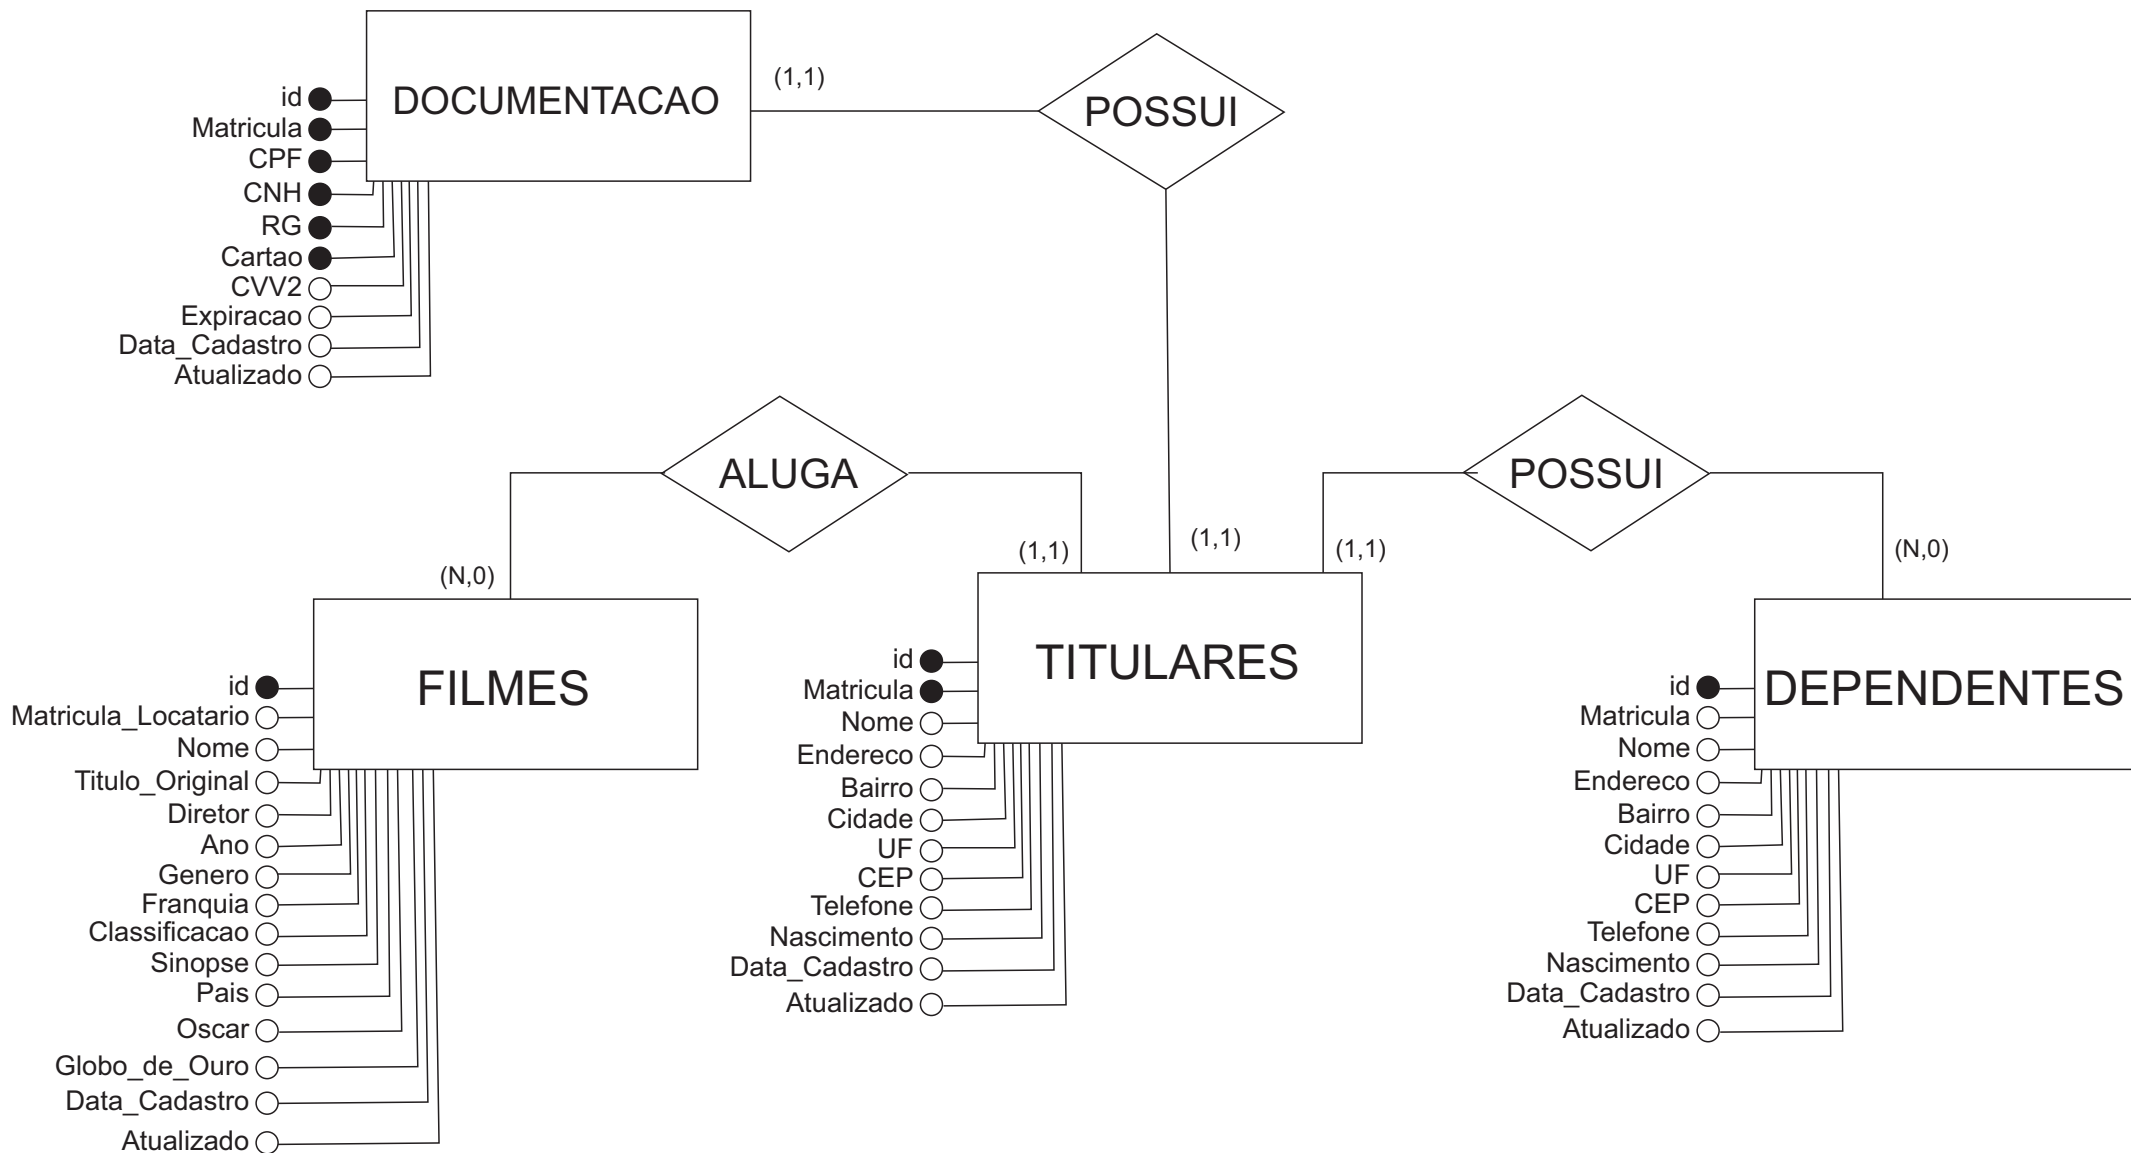 DOCUMENTACAO
id
Matricula
CPF
CNH
RG
Cartao
CVV2
Expiracao
Data_Cadastro
Atualizado
(1,1)
POSSUI
ALUGA
POSSUI
(N,0)
(1,1)
(1,1)
(1,1)
(N,0)
FILMES
id
Matricula_Locatario
Nome
Titulo_Original
Diretor
Ano
Genero
Franquia
Classificacao
Sinopse
Pais
Oscar
Globo_de_Ouro
Data_Cadastro
Atualizado
TITULARES
id
Matricula
Nome
Endereco
Bairro
Cidade
UF
CEP
Telefone
Nascimento
Data_Cadastro
Atualizado
DEPENDENTES
id
Matricula
Nome
Endereco
Bairro
Cidade
UF
CEP
Telefone
Nascimento
Data_Cadastro
Atualizado